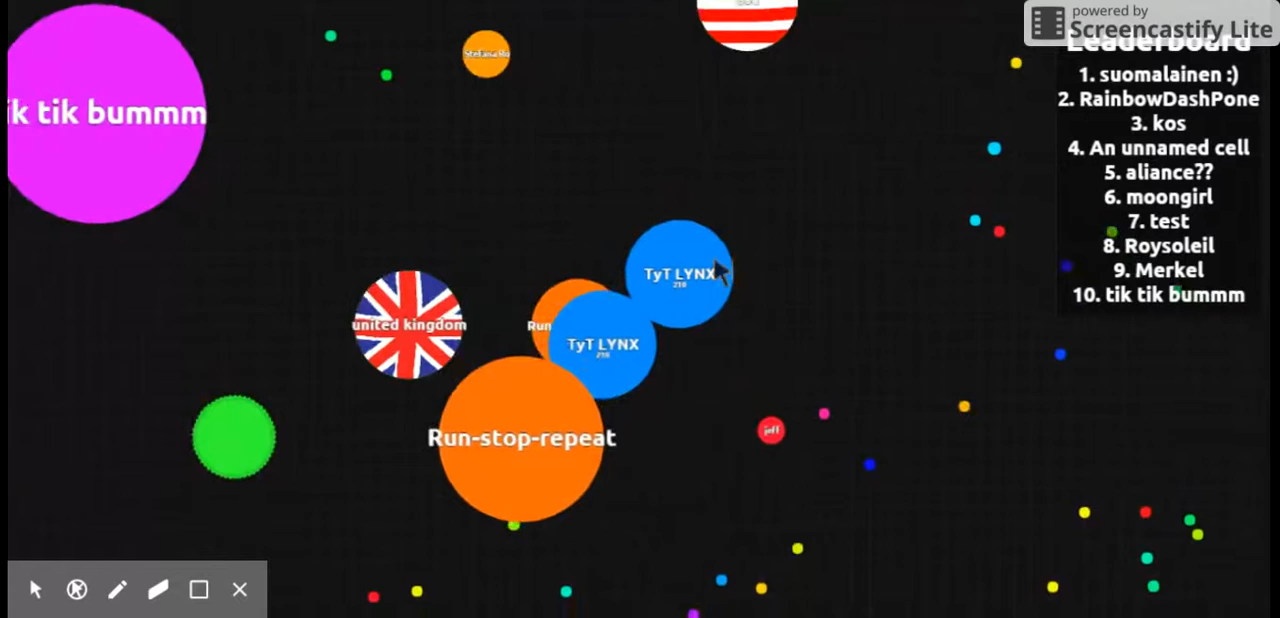 powered by
Screencastify Lite
Leaderboard
1. suomalainen :)
2. RainbowDashPone
3. kos
4. An unnamed cell
5. aliance??
6. moongirl
7. test
8. Roysoleil
9. Merkel
10. tik tik bummm
ik tik bummm
TyT LYNX
210
united kingdom
Run
TyT LYNX
210
Run-stop-repeat
jeff